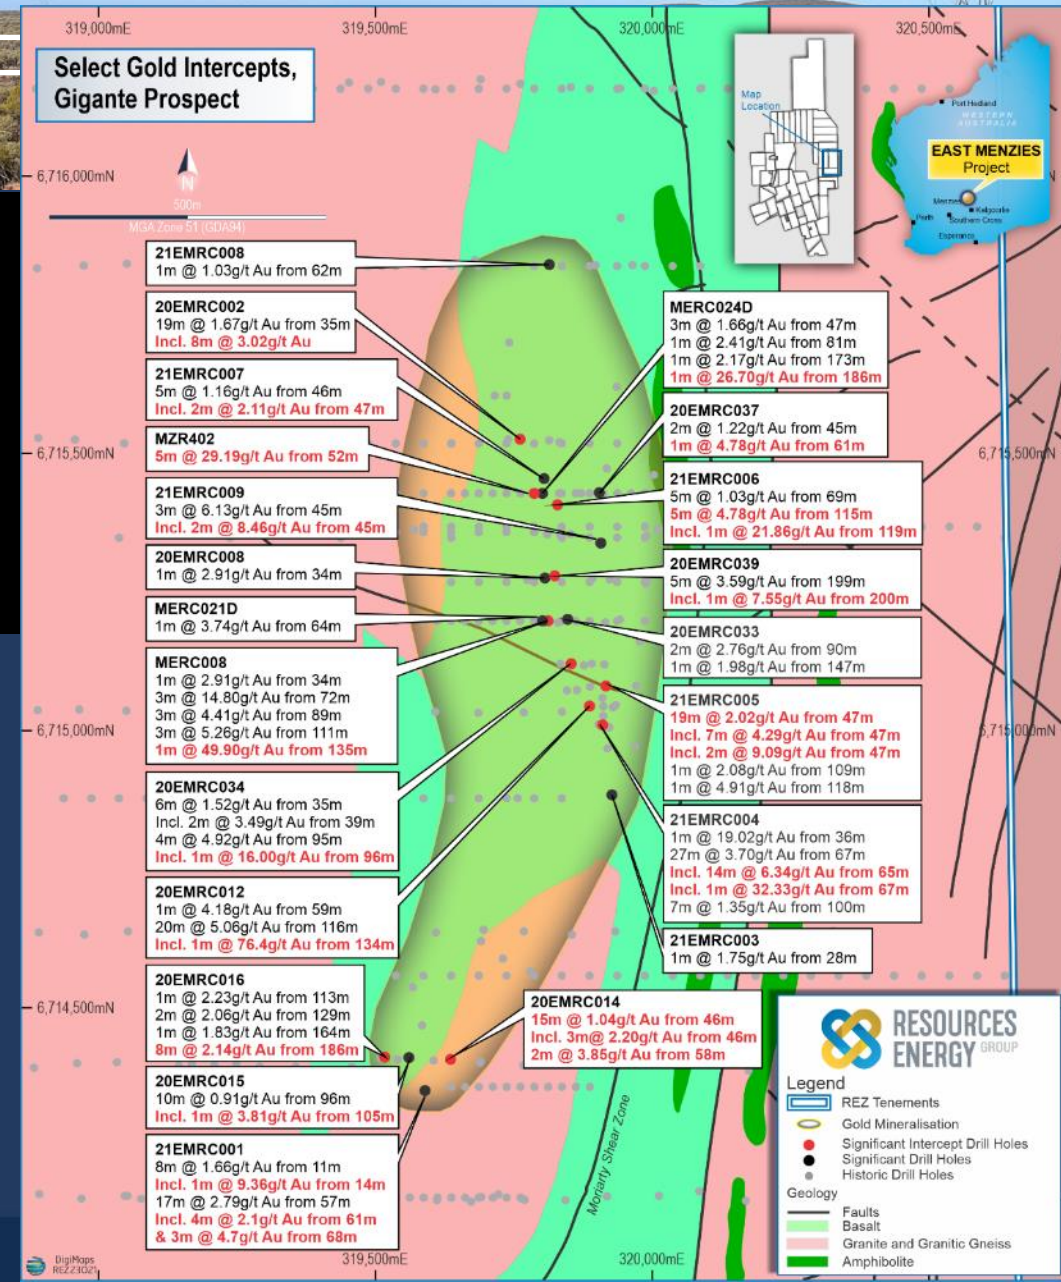 319,000mE
319,500mE
320,000mE
320,500mE
Select Gold Intercepts,
Gigante Prospect
Map
Location
Port Hedland
WESTERN
AUSTRALIA
EAST MENZIES
Project
Menzies
Kalgoorlie
Perth
Southern Cross
Esperance
6,716,000mN
N
500m
MGA Zone 51 (GDA94)
21EMRC008
1m @ 1.03g/t Au from 62m
20EMRC002
19m @ 1.67g/t Au from 35m
Incl. 8m @ 3.02g/t Au
21EMRC007
5m @ 1.16g/t Au from 46m
Incl. 2m @ 2.11g/t Au from 47m
MZR402
5m @ 29.19g/t Au from 52m
21EMRC009
3m @ 6.13g/t Au from 45m
Incl. 2m @ 8.46g/t Au from 45m
20EMRC008
1m @ 2.91g/t Au from 34m
MERC021D
1m @ 3.74g/t Au from 64m
MERC008
1m @ 2.91g/t Au from 34m
3m @ 14.80g/t Au from 72m
3m @ 4.41g/t Au from 89m
3m @ 5.26g/t Au from 111m
1m @ 49.90g/t Au from 135m
20EMRC034
6m @ 1.52g/t Au from 35m
Incl. 2m @ 3.49g/t Au from 39m
4m @ 4.92g/t Au from 95m
Incl. 1m @ 16.00g/t Au from 96m
20EMRC012
1m @ 4.18g/t Au from 59m
20m @ 5.06g/t Au from 116m
Incl. 1m @ 76.4g/t Au from 134m
20EMRC016
1m @ 2.23g/t Au from 113m
2m @ 2.06g/t Au from 129m
1m @ 1.83g/t Au from 164m
8m @ 2.14g/t Au from 186m
20EMRC015
10m @ 0.91g/t Au from 96m
Incl. 1m @ 3.81g/t Au from 105m
21EMRC001
8m @ 1.66g/t Au from 11m
Incl. 1m @ 9.36g/t Au from 14m
17m @ 2.79g/t Au from 57m
Incl. 4m @ 2.1g/t Au from 61m
& 3m @ 4.7g/t Au from 68m
MERC024D
3m @ 1.66g/t Au from 47m
1m @ 2.41g/t Au from 81m
1m @ 2.17g/t Au from 173m
1m @ 26.70g/t Au from 186m
20EMRC037
2m @ 1.22g/t Au from 45m
1m @ 4.78g/t Au from 61m
21EMRC006
5m @ 1.03g/t Au from 69m
5m @ 4.78g/t Au from 115m
Incl. 1m @ 21.86g/t Au from 119m
20EMRC039
5m @ 3.59g/t Au from 199m
Incl. 1m @ 7.55g/t Au from 200m
20EMRC033
2m @ 2.76g/t Au from 90m
1m @ 1.98g/t Au from 147m
21EMRC005
19m @ 2.02g/t Au from 47m
Incl. 7m @ 4.29g/t Au from 47m
Incl. 2m @ 9.09g/t Au from 47m
1m @ 2.08g/t Au from 109m
1m @ 4.91g/t Au from 118m
21EMRC004
1m @ 19.02g/t Au from 36m
27m @ 3.70g/t Au from 67m
Incl. 14m @ 6.34g/t Au from 65m
Incl. 1m @ 32.33g/t Au from 67m
7m @ 1.35g/t Au from 100m
21EMRC003
1m @ 1.75g/t Au from 28m
20EMRC014
15m @ 1.04g/t Au from 46m
Incl. 3m@ 2.20g/t Au from 46m
2m @ 3.85g/t Au from 58m
6,715,500mN
6,715,500mN
6,715,000mN
6,715,000mN
6,714,500mN
Moriarty Shear Zone
RESOURCES
ENERGY GROUP
Legend
REZ Tenements
Gold Mineralisation
Significant Intercept Drill Holes
Significant Drill Holes
Historic Drill Holes
Geology
Faults
Basalt
Granite and Granitic Gneiss
Amphibolite
DigiMaps
319,500mE
320,000mE